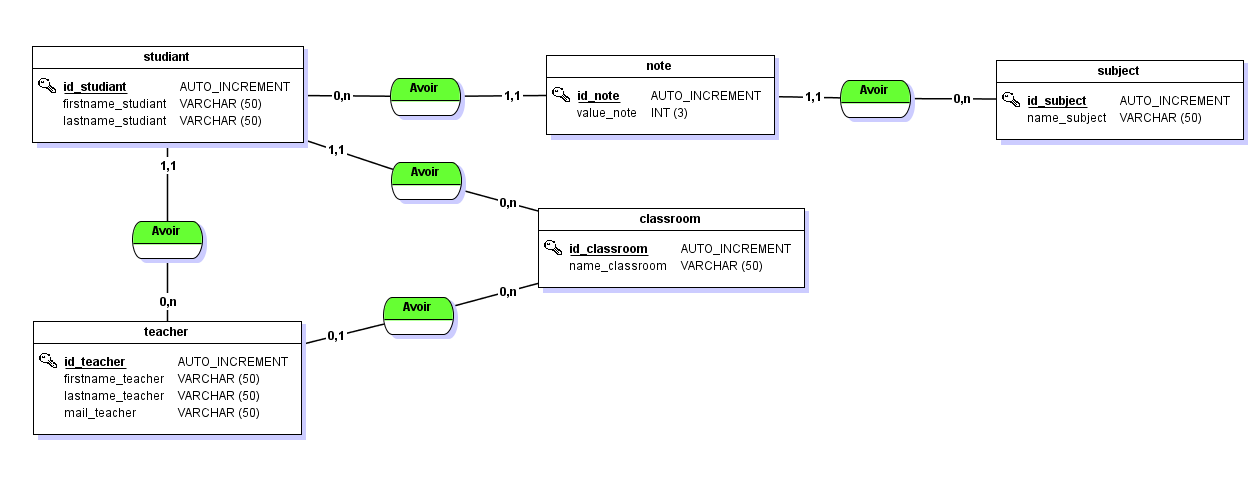 studiant
id_studiant AUTO_INCREMENT
firstname_studiant VARCHAR (50)
lastname_studiant VARCHAR (50)
0,n
Avoir
1,1
note
id_note AUTO_INCREMENT
value_note INT (3)
1,1
Avoir
0,n
subject
id_subject AUTO_INCREMENT
name_subject VARCHAR (50)
1,1
Avoir
0,n
1,1
Avoir
0,n
classroom
id_classroom AUTO_INCREMENT
name_classroom VARCHAR (50)
0,n
Avoir
0,1
teacher
id_teacher AUTO_INCREMENT
firstname_teacher VARCHAR (50)
lastname_teacher VARCHAR (50)
mail_teacher VARCHAR (50)